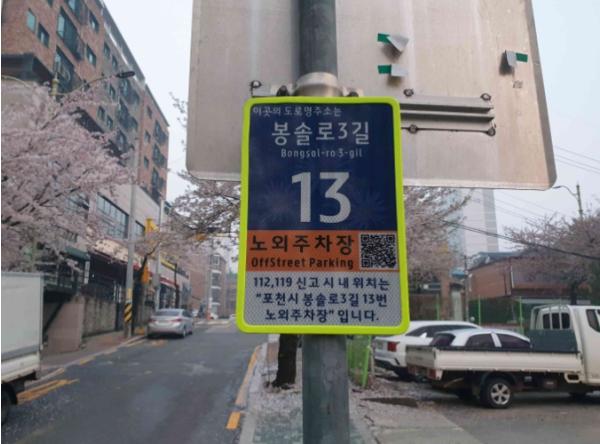 이곳의 도로명주소는
봉솔로3길
Bongsol-ro 3-gil
13
노외주차장
OffStreet Parking
112,119 신고 시 내 위치는
"포천시 봉솔로3길 13번
노외주차장" 입니다.